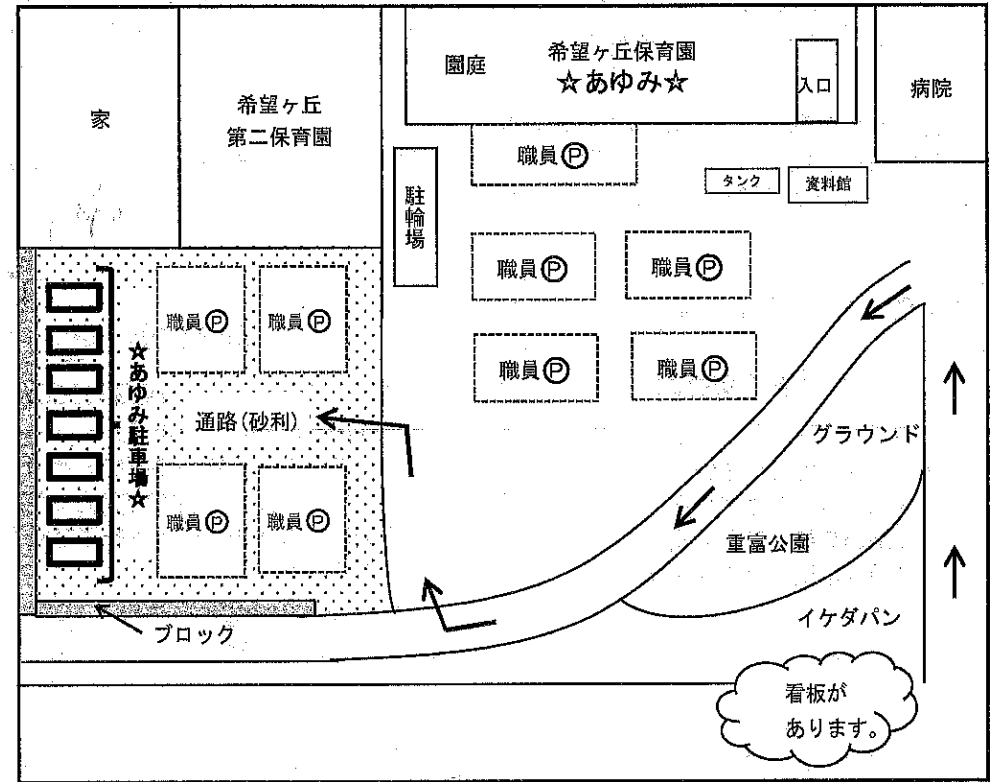 家
希望ヶ丘
第二保育園
園庭
希望ヶ丘保育園
☆あゆみ☆
入口
病院
職員Ⓟ
タンク
資料館
駐輪場
職員Ⓟ
職員Ⓟ
職員Ⓟ
職員Ⓟ
職員Ⓟ
職員Ⓟ
☆あゆみ駐車場☆
通路(砂利)
職員Ⓟ
職員Ⓟ
グラウンド
重富公園
イケダパン
ブロック
看板が
あります。